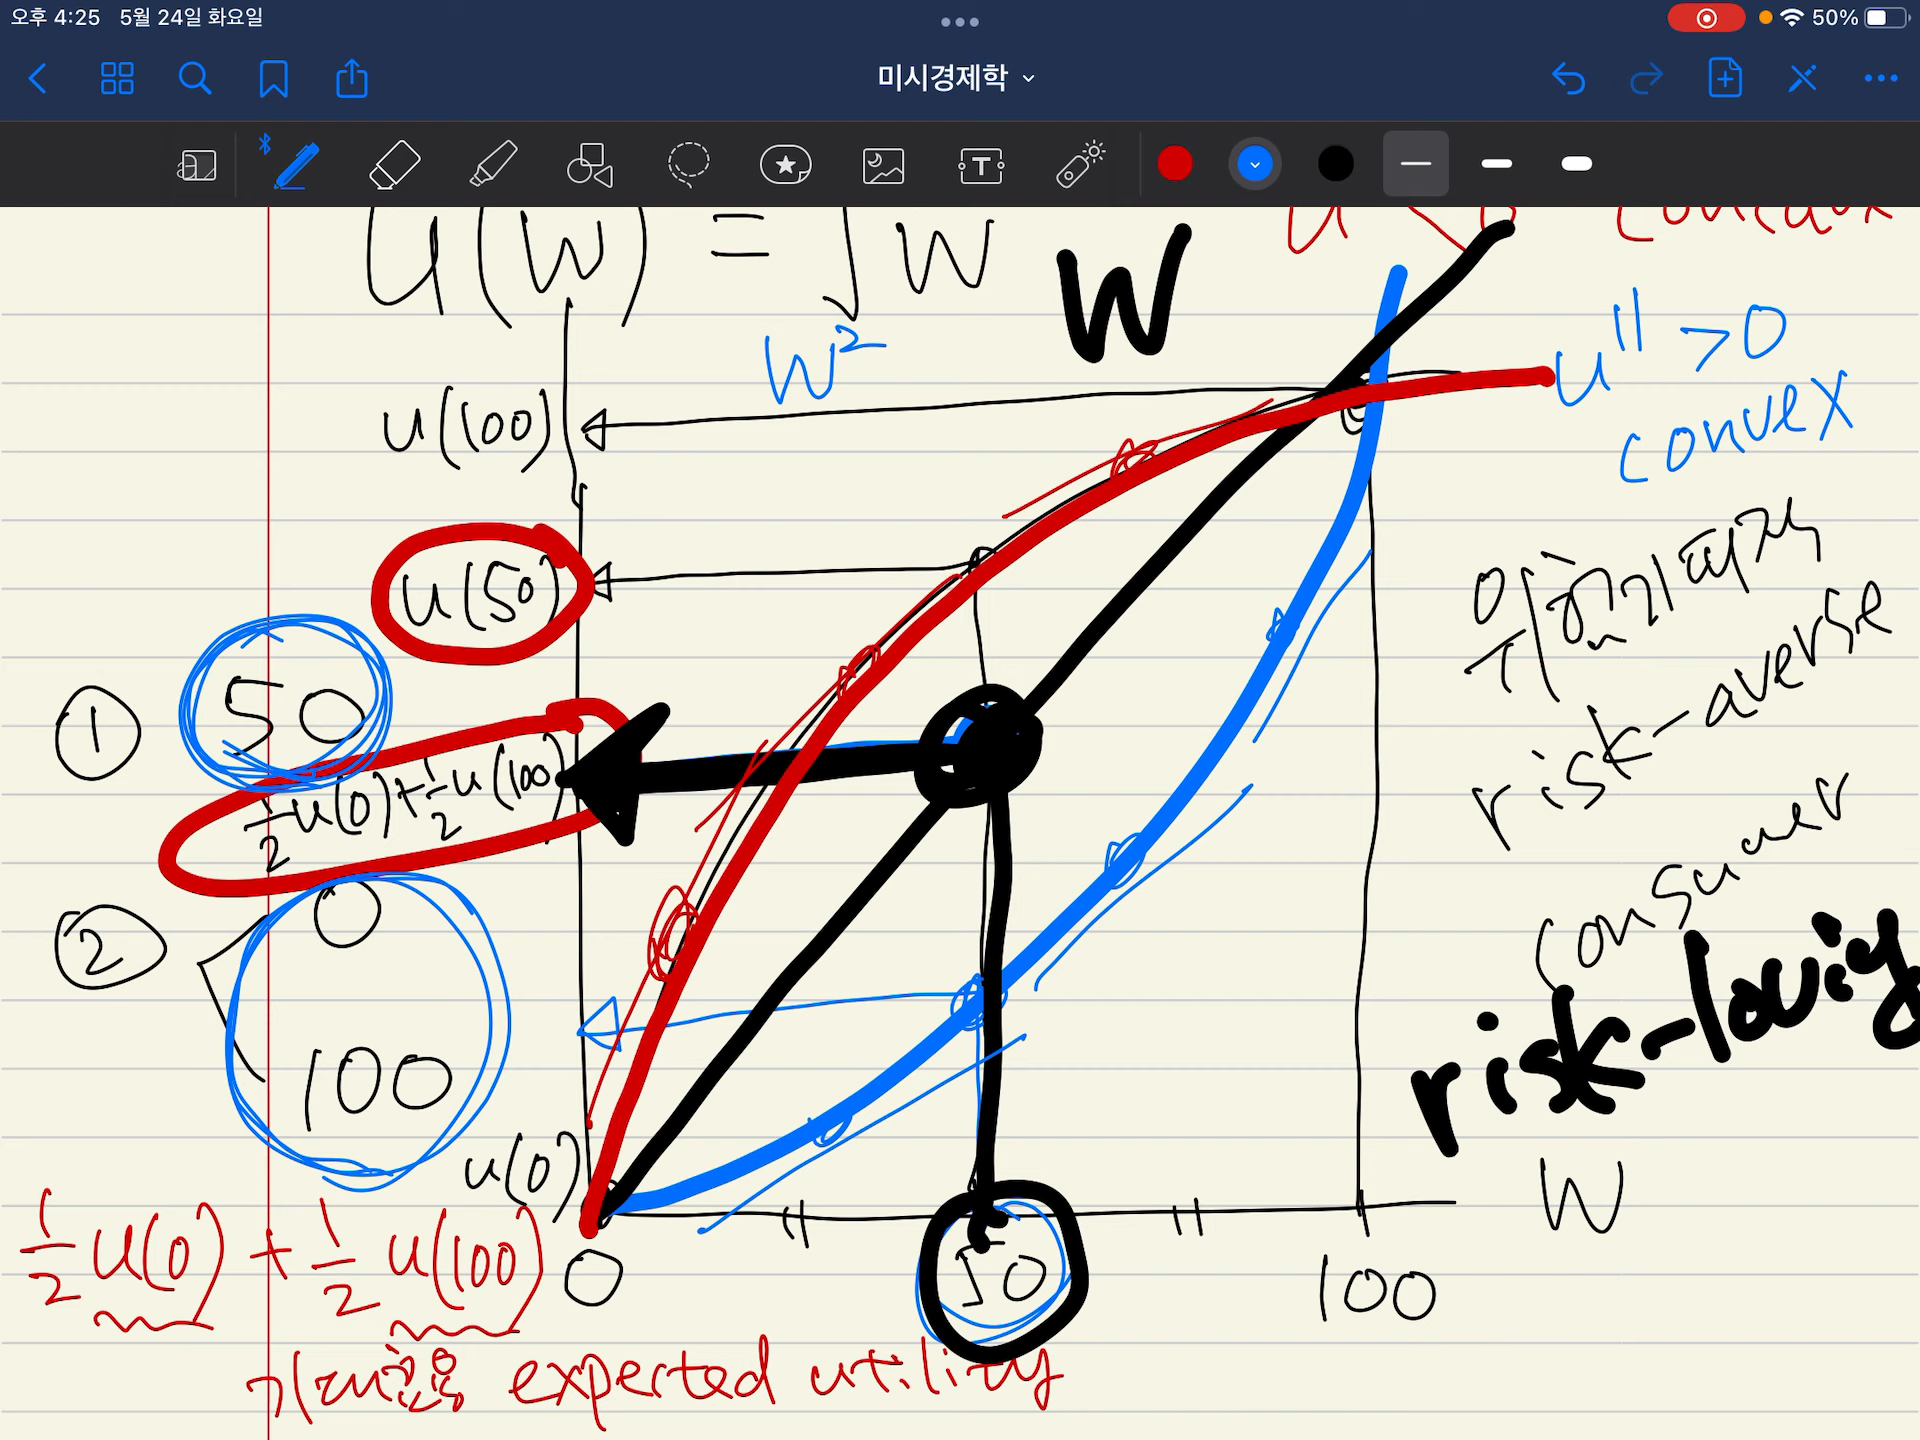 오후 4:25 5월 24일 화요일
50%
미시경제학
T
U(W) = ∫W
W
W²
u''>0
convex
u(100)
u(50)
위험기피적
risk-averse
consumer
risk-loviy
① 50
½u(0)+½u(100)
② 0
100
u(0)
W
0
50
100
½u(0) + ½u(100)
기대효용 expected utility